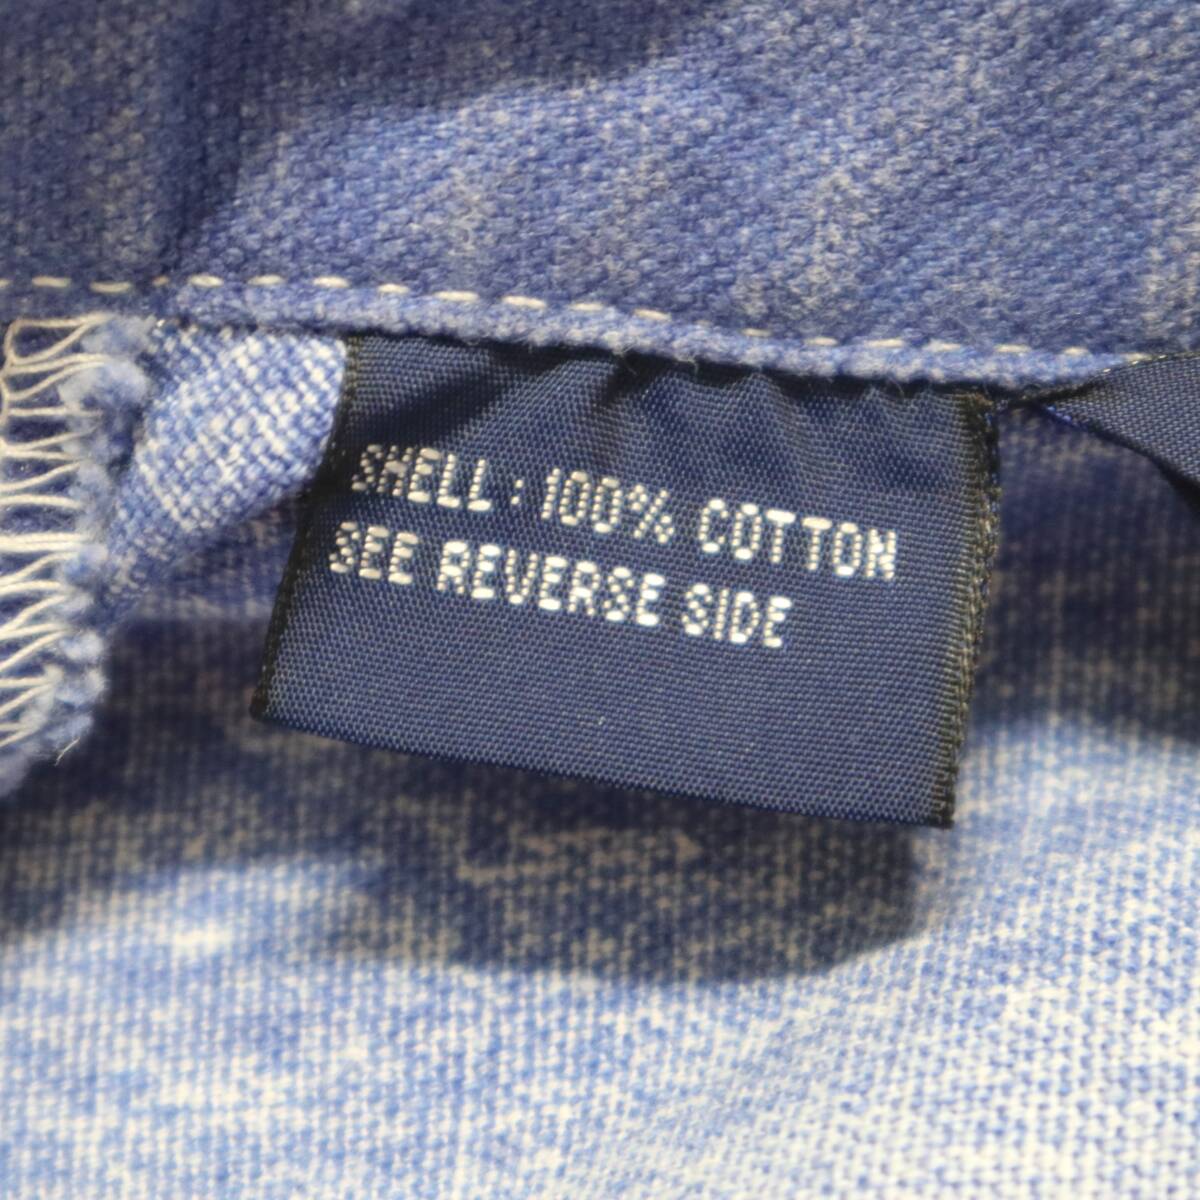 SHELL : 100% COTTON
SEE REVERSE SIDE